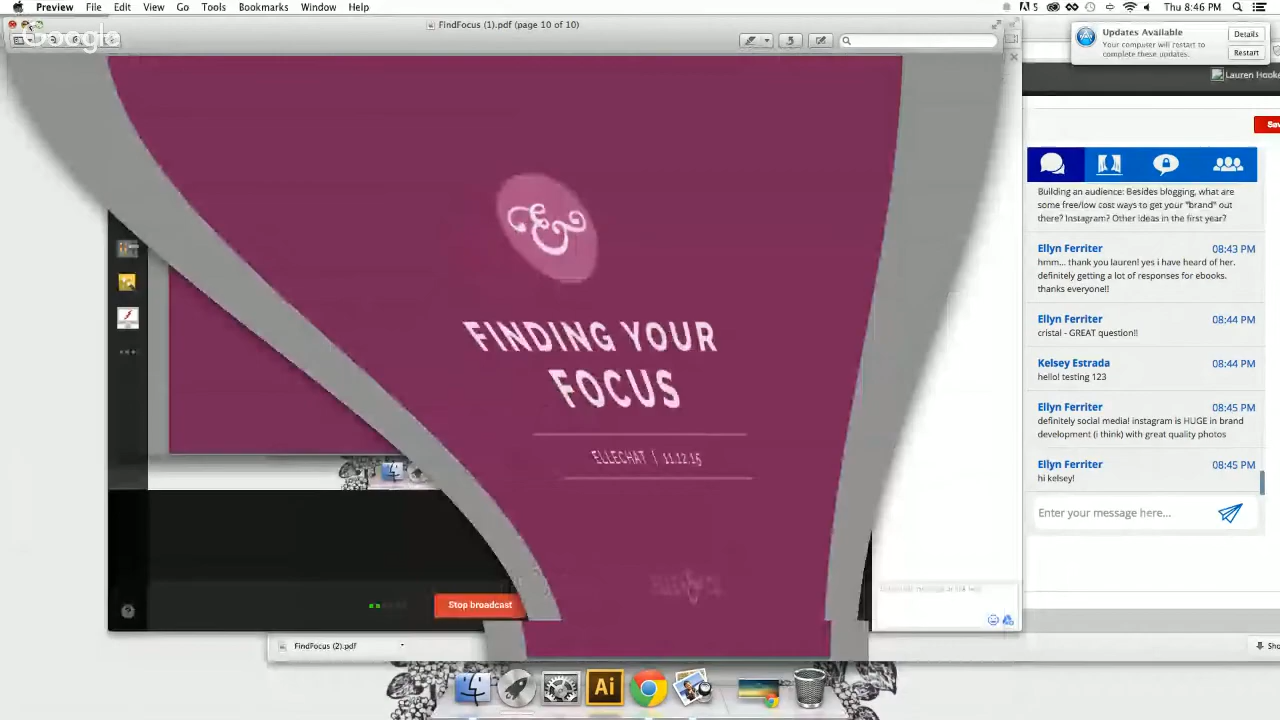 Preview File Edit View Go Tools Bookmarks Window Help
5
Thu 8:46 PM
FindFocus (1).pdf (page 10 of 10)
Google
Updates Available
Your computer will restart to
complete these updates.
Details
Restart
Lauren Hooke
Building an audience: Besides blogging, what are
some free/low cost ways to get your "brand" out
there? Instagram? Other ideas in the first year?
Ellyn Ferriter 08:43 PM
hmm... thank you lauren! yes i have heard of her.
definitely getting a lot of responses for ebooks.
thanks everyone!!
Ellyn Ferriter 08:44 PM
cristal - GREAT question!!
Kelsey Estrada 08:44 PM
hello! testing 123
Ellyn Ferriter 08:45 PM
definitely social media! instagram is HUGE in brand
development (i think) with great quality photos
Ellyn Ferriter 08:45 PM
hi kelsey!
Enter your message here...
&
FINDING YOUR
FOCUS
ELLECHAT | 11.12.15
Stop broadcast
FindFocus (2).pdf
Sho
Ai